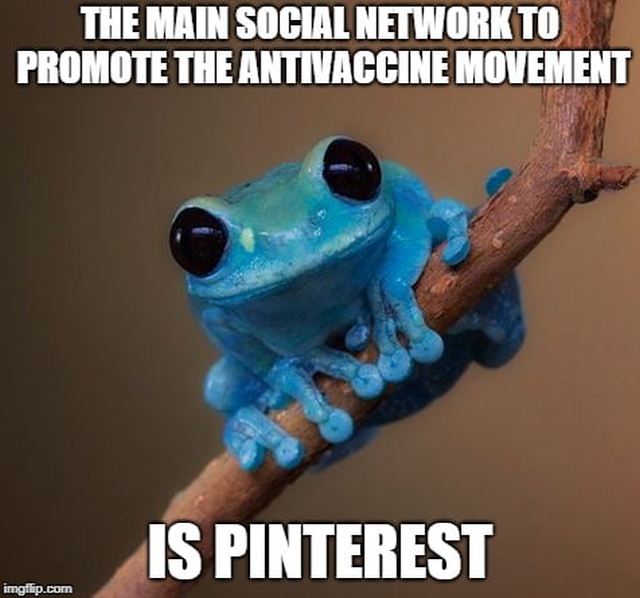 THE MAIN SOCIAL NETWORK TO
PROMOTE THE ANTIVACCINE MOVEMENT
IS PINTEREST
imgflip.com